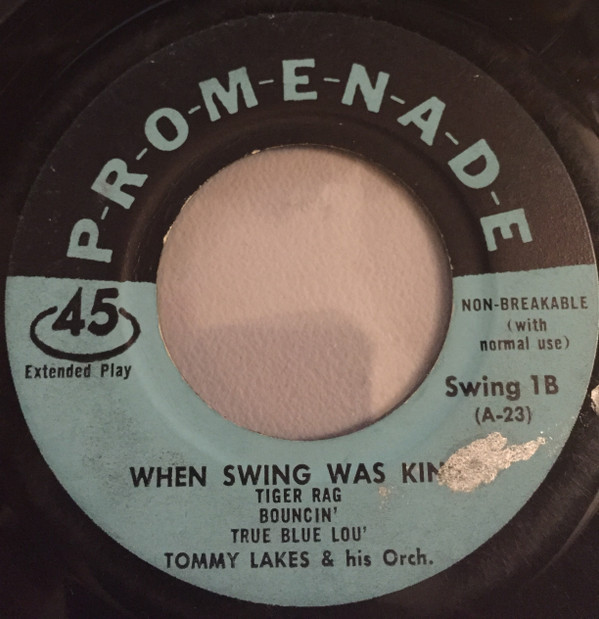 P-R-O-M-E-N-A-D-E
45
Extended Play
NON-BREAKABLE
(with
normal use)
Swing 1B
(A-23)
WHEN SWING WAS KIN
TIGER RAG
BOUNCIN'
TRUE BLUE LOU'
TOMMY LAKES & his Orch.